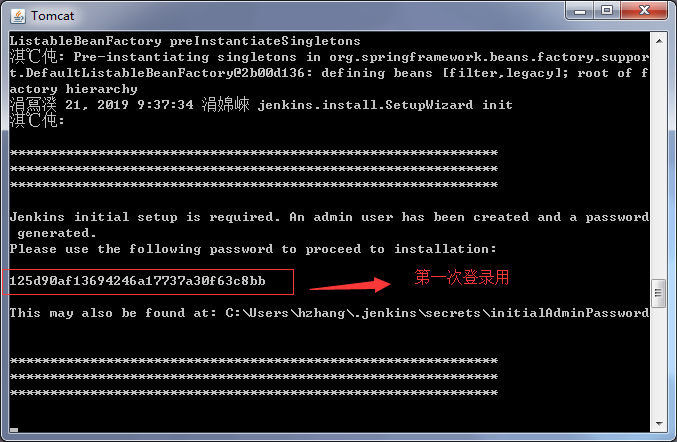 Tomcat
ListableBeanFactory preInstantiateSingletons
淇℃伅: Pre-instantiating singletons in org.springframework.beans.factory.suppor
t.DefaultListableBeanFactory@2b00d136: defining beans [filter,legacy]; root of f
actory hierarchy
涓冩湀 21, 2019 9:37:34 涓婂崍 jenkins.install.SetupWizard init
淇℃伅:
*************************************************************
*************************************************************
*************************************************************
Jenkins initial setup is required. An admin user has been created and a password
generated.
Please use the following password to proceed to installation:
125d90af13694246a17737a30f63c8bb
第一次登录用
This may also be found at: C:\Users\hzhang\.jenkins\secrets\initialAdminPassword
*************************************************************
*************************************************************
*************************************************************